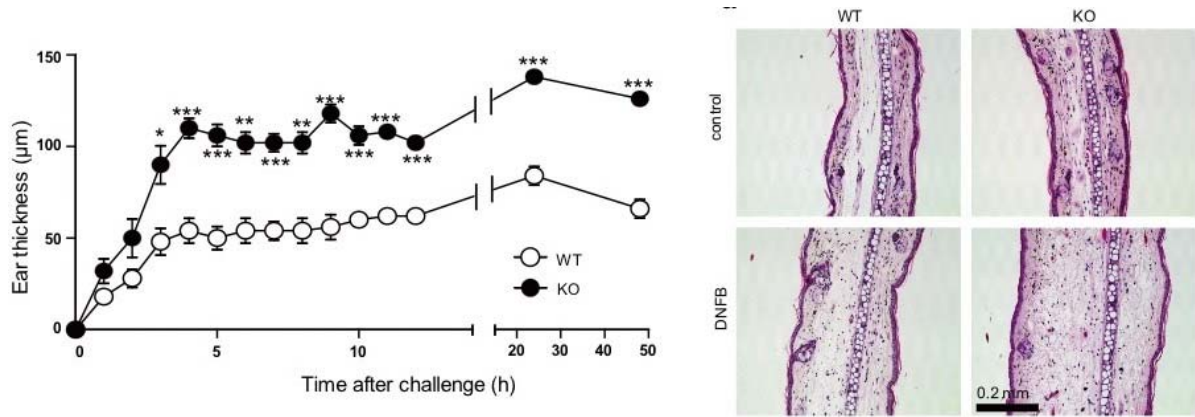 150
100
50
0
Ear thickness (µm)
*
***
***
**
***
**
***
***
***
***
***
***
WT
KO
0
5
10
20
30
40
50
Time after challenge (h)
WT
KO
control
DNFB
0.2 mm